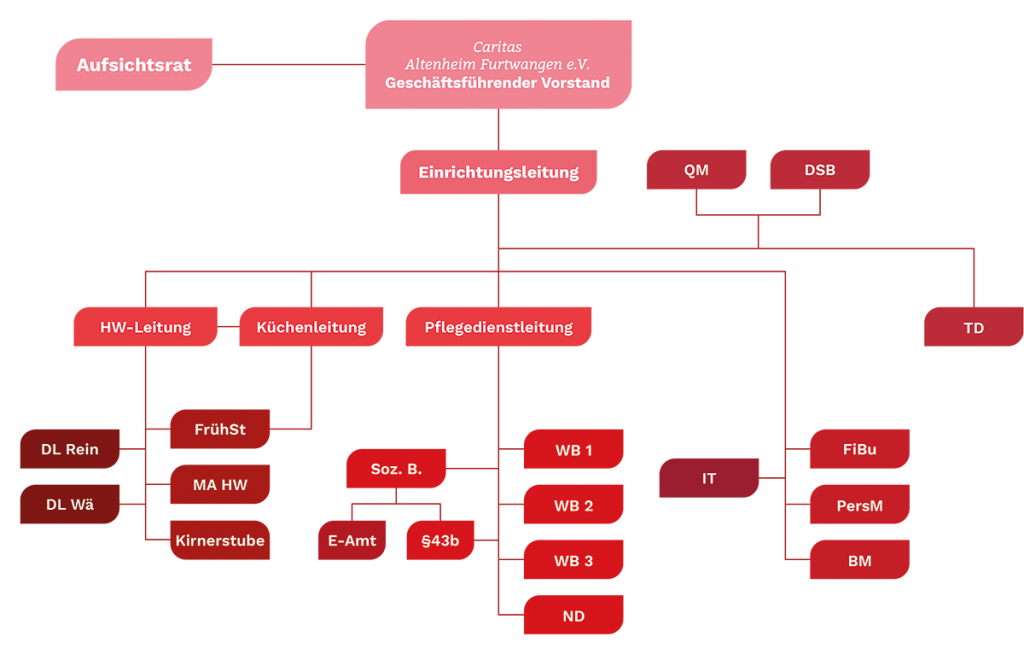 Aufsichtsrat
Caritas
Altenheim Furtwangen e.V.
Geschäftsführender Vorstand
Einrichtungsleitung
QM
DSB
HW-Leitung
Küchenleitung
Pflegedienstleitung
TD
FrühSt
DL Rein
MA HW
DL Wä
Kirnerstube
Soz. B.
E-Amt
§43b
WB 1
WB 2
WB 3
ND
IT
FiBu
PersM
BM